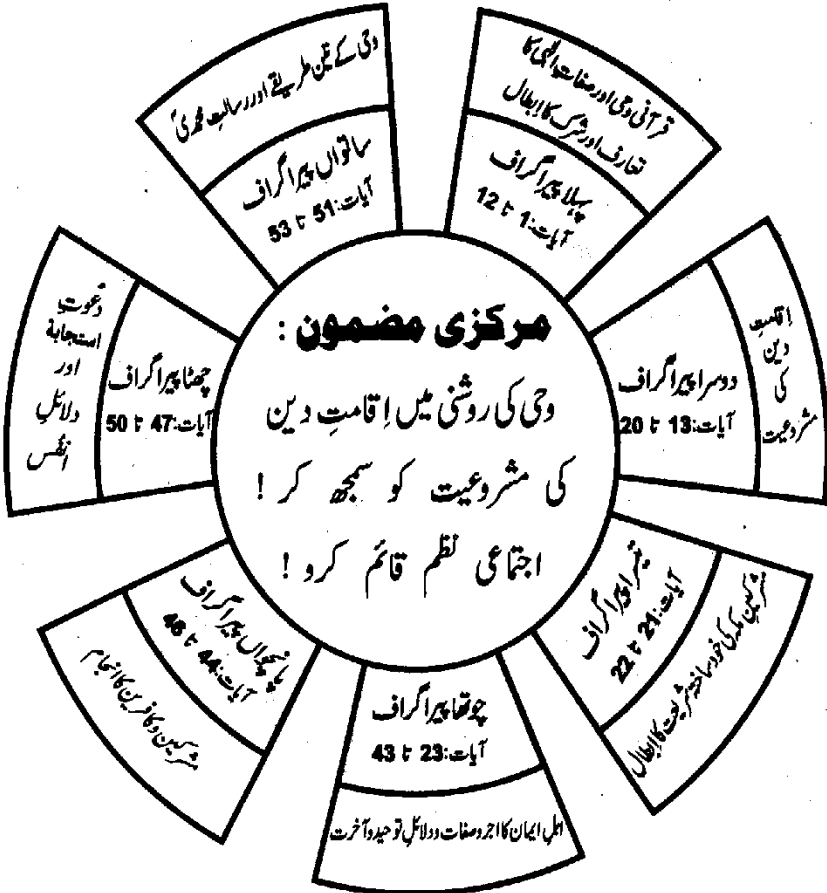 مرکزی مضمون :
وحی کی روشنی میں اِقامتِ دین
کی مشروعیت کو سمجھ کر !
اجتماعی نظم قائم کرو !
قرآنی وحی اور صفاتِ الٰہی کا
تعارف اور شرک کا اِبطال
پہلا پیراگراف
آیات:1 تا 12
اِقامتِ
دین
کی
مشروعیت
دوسرا پیراگراف
آیات:13 تا 20
مشرکینِ مکہ کی خود ساختہ شریعت کا اِبطال
تیسرا پیراگراف
آیات:21 تا 22
چوتھا پیراگراف
آیات:23 تا 43
اہلِ ایمان کا اجر و صفات و دلائلِ توحید و آخرت
پانچواں پیراگراف
آیات:44 تا 46
مشرکین و کافرین کا انجام
چھٹا پیراگراف
آیات:47 تا 50
دعوتِ
استجابۃ
اور
دلائلِ
انفس
وحی کے تین طریقے اور رسالتِ محمدیؐ
ساتواں پیراگراف
آیات:51 تا 53